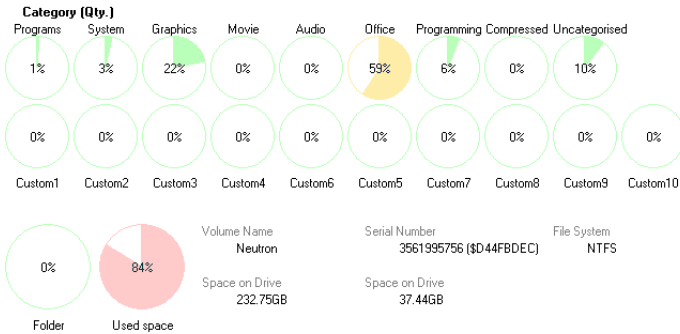 Category (Qty.)
Programs System Graphics Movie Audio Office Programming Compressed Uncategorised
1% 3% 22% 0% 0% 59% 6% 0% 10%
0% 0% 0% 0% 0% 0% 0% 0% 0% 0%
Custom1 Custom2 Custom3 Custom4 Custom6 Custom5 Custom7 Custom8 Custom9 Custom10
Volume Name Serial Number File System
Neutron 3561995756 ($D44FBDEC) NTFS
0% 84%
Space on Drive Space on Drive
232.75GB 37.44GB
Folder Used space